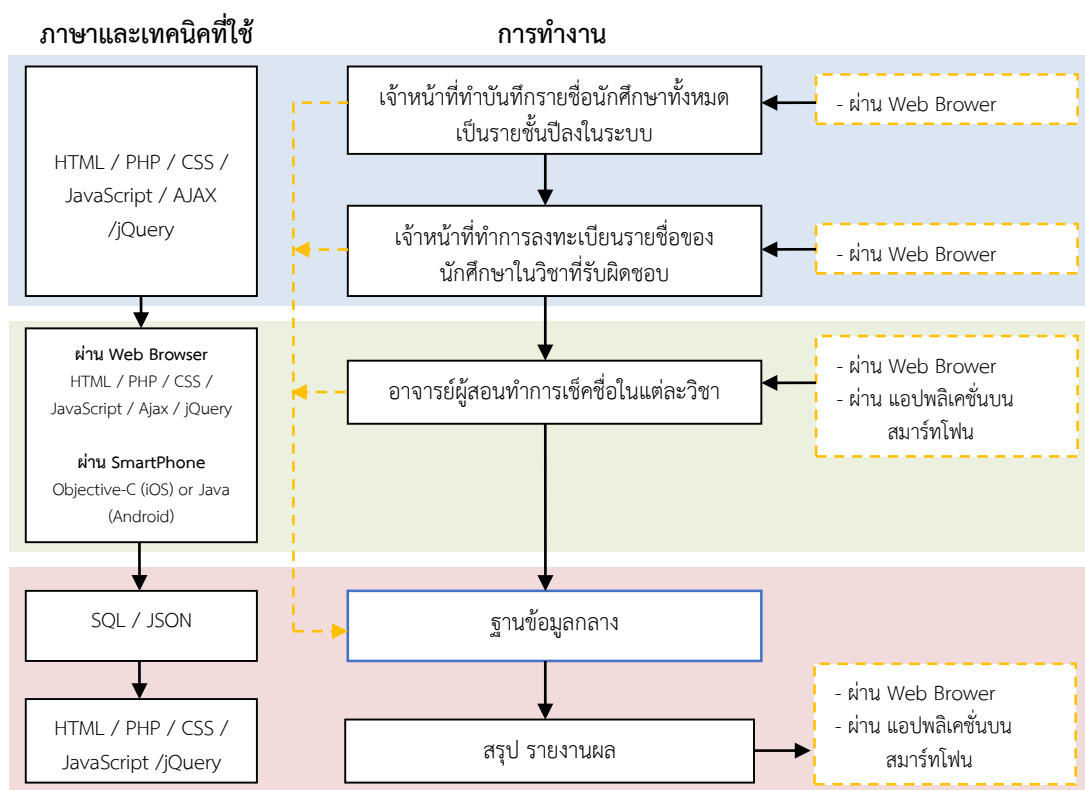 ภาษาและเทคนิคที่ใช้
การทำงาน
HTML / PHP / CSS /
JavaScript / AJAX
/jQuery
เจ้าหน้าที่ทำบันทึกรายชื่อนักศึกษาทั้งหมด
เป็นรายชั้นปีลงในระบบ
- ผ่าน Web Brower
เจ้าหน้าที่ทำการลงทะเบียนรายชื่อของ
นักศึกษาในวิชาที่รับผิดชอบ
- ผ่าน Web Brower
ผ่าน Web Browser
HTML / PHP / CSS /
JavaScript / Ajax / jQuery
ผ่าน SmartPhone
Objective-C (iOS) or Java
(Android)
อาจารย์ผู้สอนทำการเช็คชื่อในแต่ละวิชา
- ผ่าน Web Brower
- ผ่าน แอปพลิเคชั่นบน
สมาร์ทโฟน
SQL / JSON
ฐานข้อมูลกลาง
HTML / PHP / CSS /
JavaScript /jQuery
สรุป รายงานผล
- ผ่าน Web Brower
- ผ่าน แอปพลิเคชั่นบน
สมาร์ทโฟน